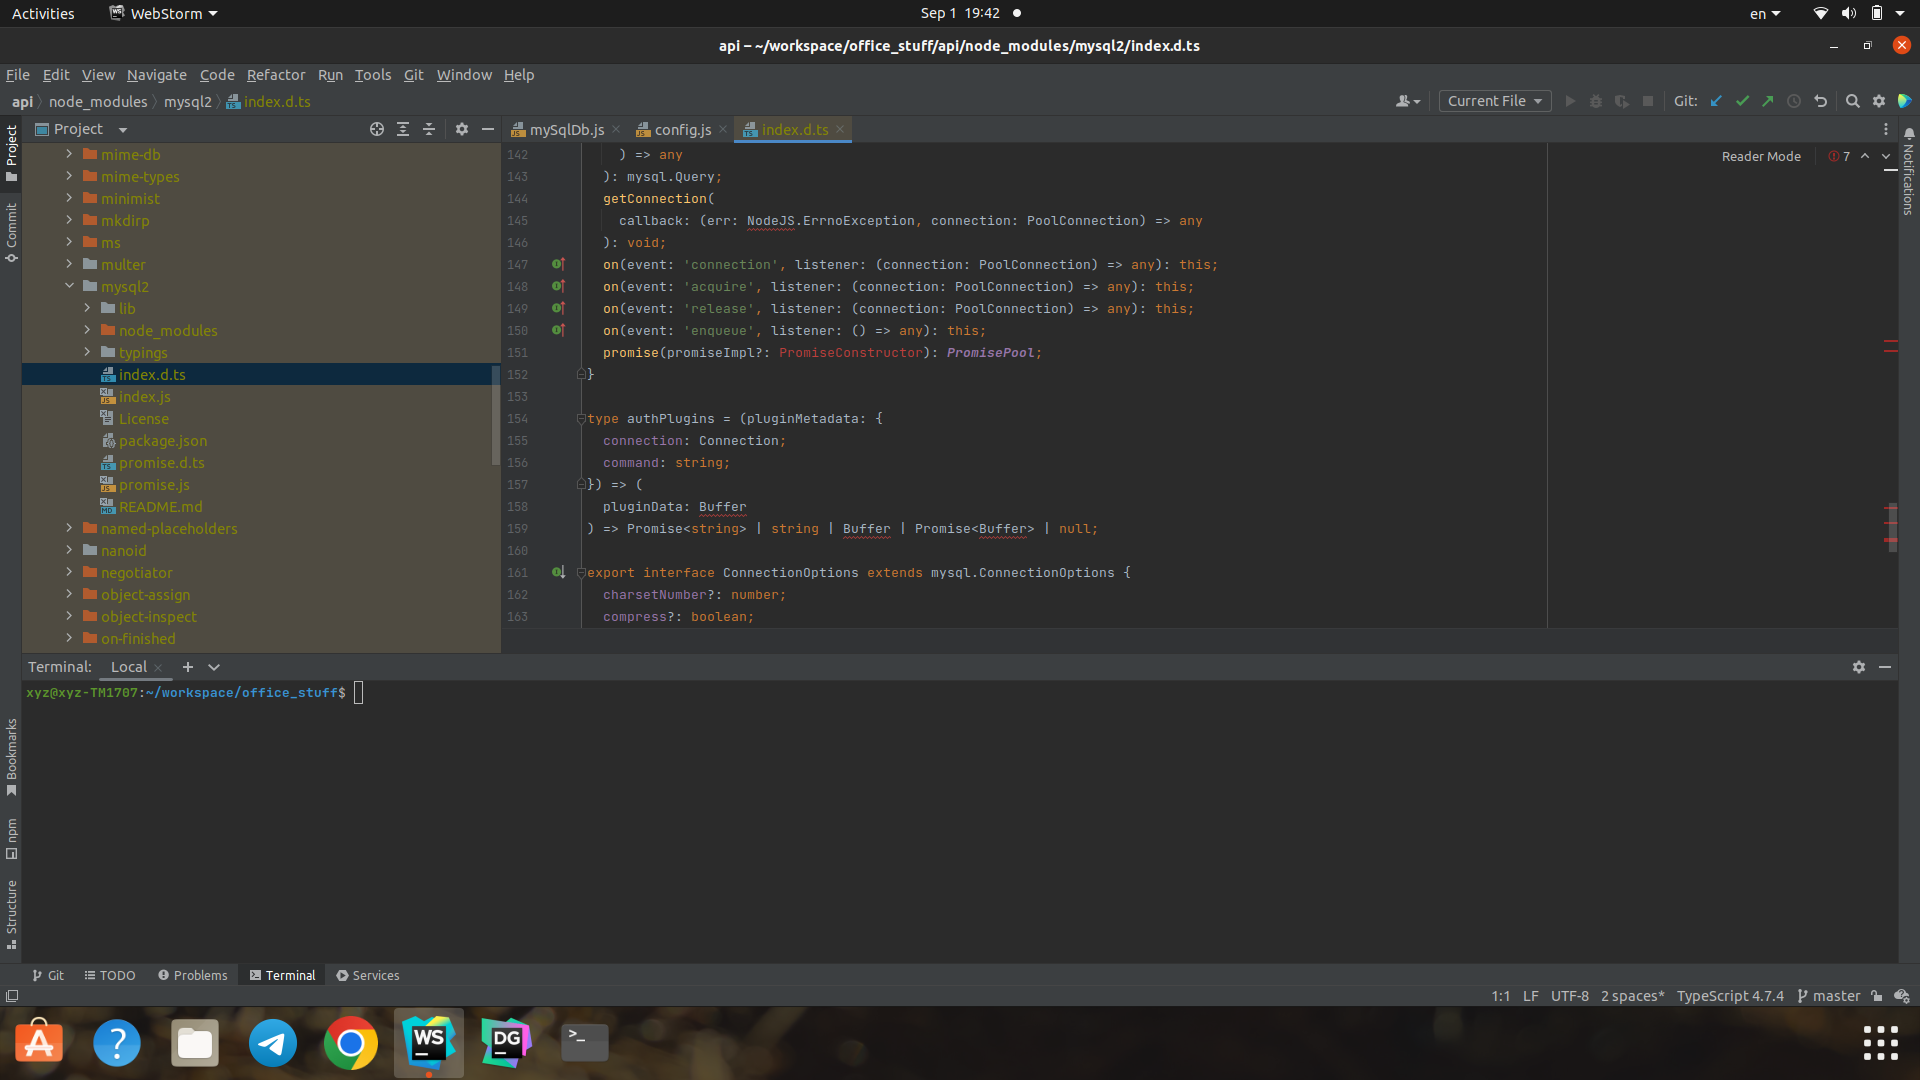 Activities
WebStorm
Sep 1 19:42
en
api – ~/workspace/office_stuff/api/node_modules/mysql2/index.d.ts
File Edit View Navigate Code Refactor Run Tools Git Window Help
api node_modules mysql2 index.d.ts
Current File
Git:
Project
mySqlDb.js
config.js
index.d.ts
Project
Commit
Bookmarks
npm
Structure
Notifications
mime-db
mime-types
minimist
mkdirp
ms
multer
mysql2
lib
node_modules
typings
index.d.ts
index.js
License
package.json
promise.d.ts
promise.js
README.md
named-placeholders
nanoid
negotiator
object-assign
object-inspect
on-finished
Reader Mode
7
142 ) => any
143 ): mysql.Query;
144 getConnection(
145 callback: (err: NodeJS.ErrnoException, connection: PoolConnection) => any
146 ): void;
147 on(event: 'connection', listener: (connection: PoolConnection) => any): this;
148 on(event: 'acquire', listener: (connection: PoolConnection) => any): this;
149 on(event: 'release', listener: (connection: PoolConnection) => any): this;
150 on(event: 'enqueue', listener: () => any): this;
151 promise(promiseImpl?: PromiseConstructor): PromisePool;
152 }
153
154 type authPlugins = (pluginMetadata: {
155 connection: Connection;
156 command: string;
157 }) => (
158 pluginData: Buffer
159 ) => Promise<string> | string | Buffer | Promise<Buffer> | null;
160
161 export interface ConnectionOptions extends mysql.ConnectionOptions {
162 charsetNumber?: number;
163 compress?: boolean;
Terminal: Local
xyz@xyz-TM1707:~/workspace/office_stuff$
Git
TODO
Problems
Terminal
Services
1:1 LF UTF-8 2 spaces* TypeScript 4.7.4 master
WS
DG